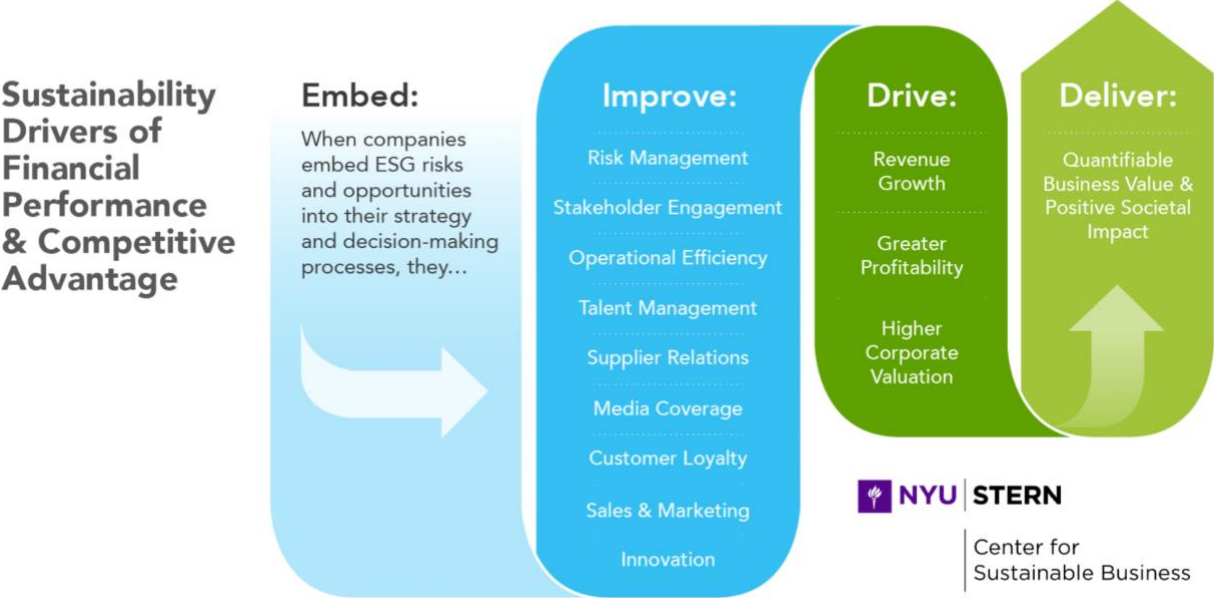 Sustainability
Drivers of
Financial
Performance
& Competitive
Advantage
Embed:
When companies
embed ESG risks
and opportunities
into their strategy
and decision-making
processes, they...
Improve:
Risk Management
Stakeholder Engagement
Operational Efficiency
Talent Management
Supplier Relations
Media Coverage
Customer Loyalty
Sales & Marketing
Innovation
Drive:
Revenue
Growth
Greater
Profitability
Higher
Corporate
Valuation
Deliver:
Quantifiable
Business Value &
Positive Societal
Impact
NYU STERN
Center for
Sustainable Business